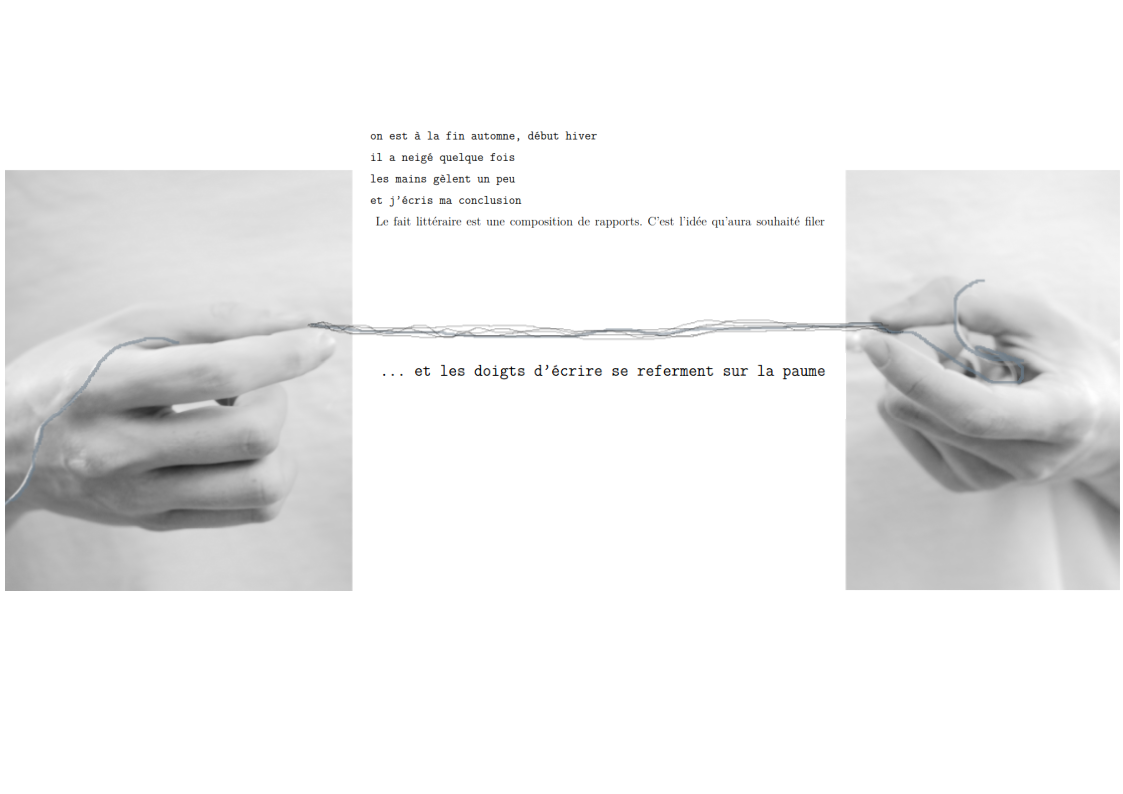 on est à la fin automne, début hiver
il a neigé quelque fois
les mains gèlent un peu
et j'écris ma conclusion
Le fait littéraire est une composition de rapports. C'est l'idée qu'aura souhaité filer
... et les doigts d'écrire se referment sur la paume